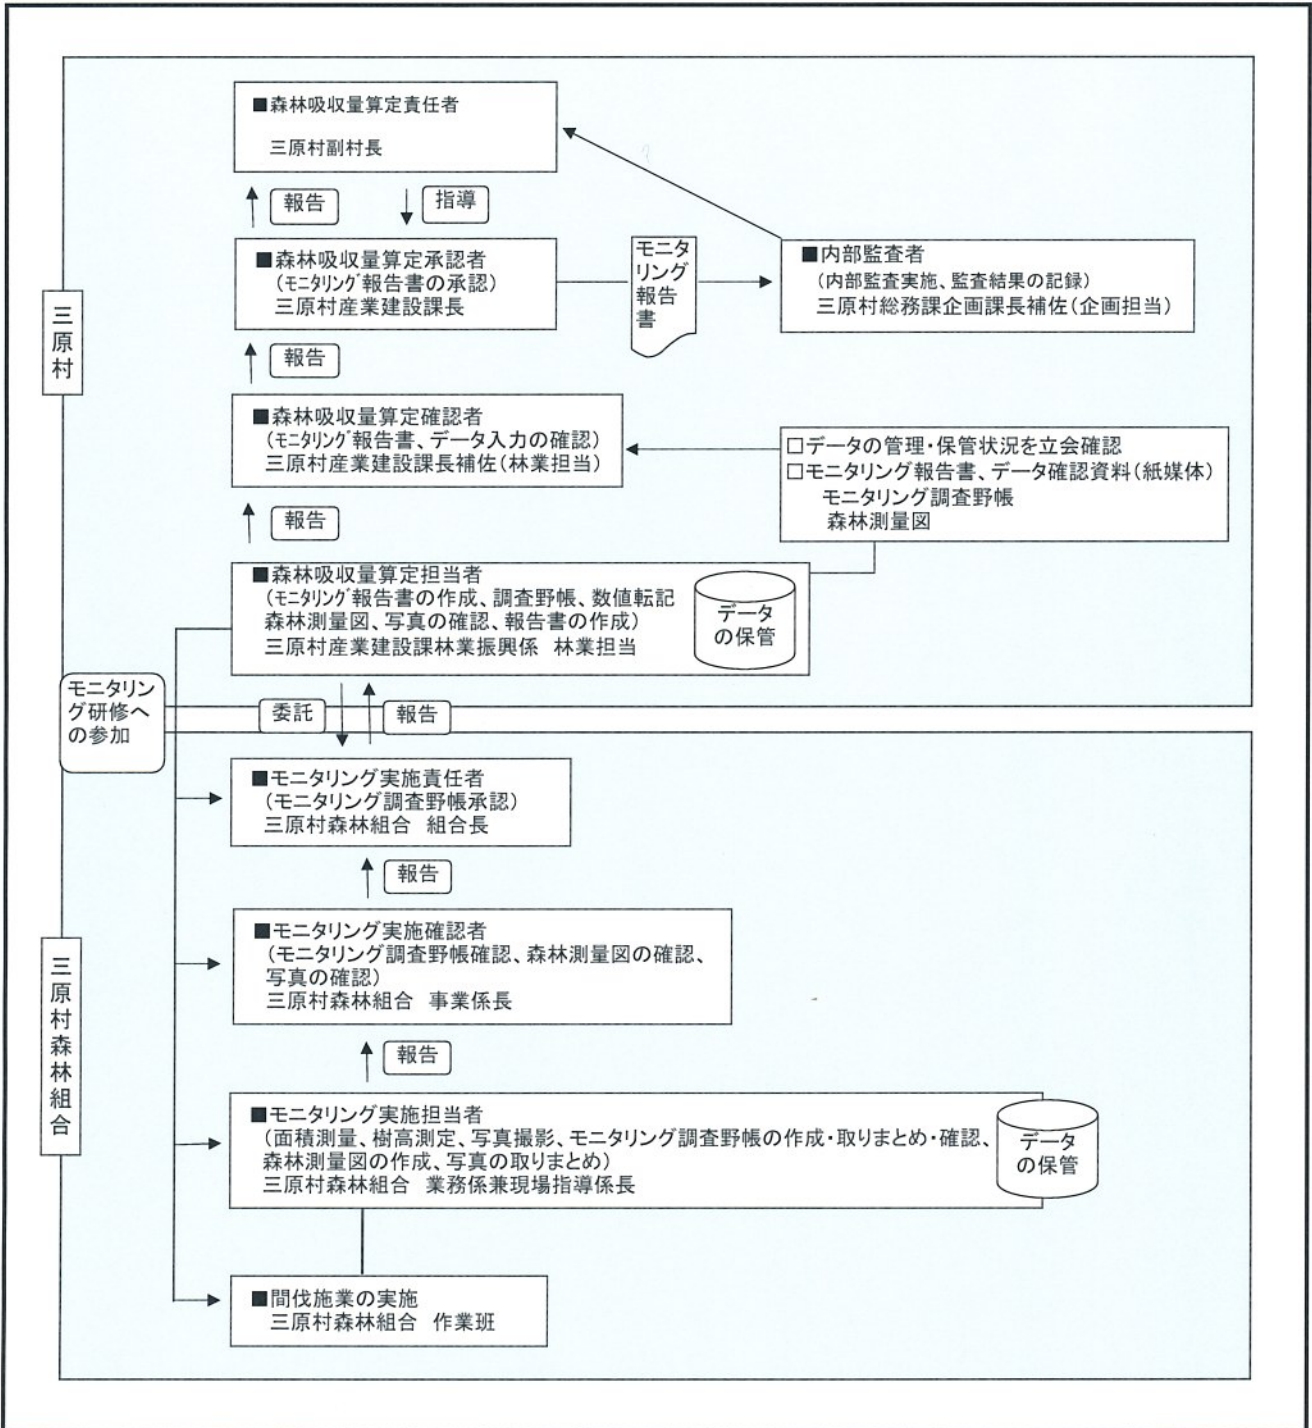 ■森林吸収量算定責任者
三原村副村長
報告
指導
■森林吸収量算定承認者
(モニタリング報告書の承認)
三原村産業建設課長
モニタ
リング
報告
書
■内部監査者
(内部監査実施、監査結果の記録)
三原村総務課企画課長補佐(企画担当)
三原村
報告
■森林吸収量算定確認者
(モニタリング報告書、データ入力の確認)
三原村産業建設課長補佐(林業担当)
□データの管理・保管状況を立会確認
□モニタリング報告書、データ確認資料(紙媒体)
モニタリング調査野帳
森林測量図
報告
■森林吸収量算定担当者
(モニタリング報告書の作成、調査野帳、数値転記
森林測量図、写真の確認、報告書の作成)
三原村産業建設課林業振興係 林業担当
データ
の保管
モニタリン
グ研修へ
の参加
委託
報告
■モニタリング実施責任者
(モニタリング調査野帳承認)
三原村森林組合 組合長
報告
■モニタリング実施確認者
(モニタリング調査野帳確認、森林測量図の確認、
写真の確認)
三原村森林組合 事業係長
三原村森林組合
報告
■モニタリング実施担当者
(面積測量、樹高測定、写真撮影、モニタリング調査野帳の作成・取りまとめ・確認、
森林測量図の作成、写真の取りまとめ)
三原村森林組合 業務係兼現場指導係長
データ
の保管
■間伐施業の実施
三原村森林組合 作業班